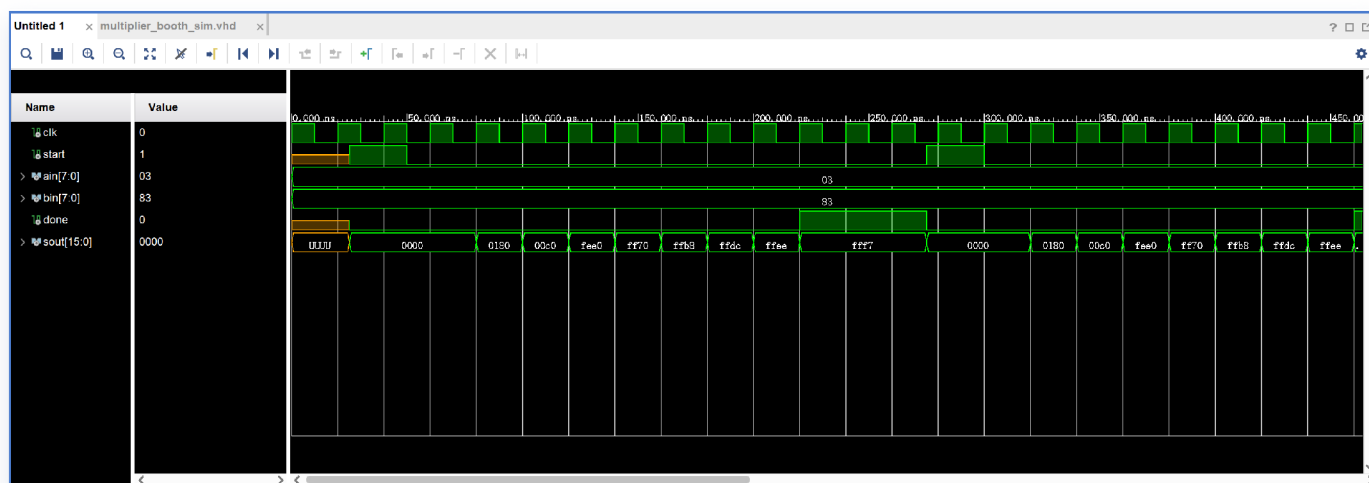 Untitled 1 × multiplier_booth_sim.vhd ×
Name Value
0.000 ns 50.000 ns 100.000 ns 150.000 ns 200.000 ns 250.000 ns 300.000 ns 350.000 ns 400.000 ns 450.00
clk 0
start 1
ain[7:0] 03 03
bin[7:0] 83 83
done 0
sout[15:0] 0000 UUUU 0000 0180 00c0 fee0 ff70 ffb8 ffdc ffee fff7 0000 0180 00c0 fee0 ff70 ffb8 ffdc ffee